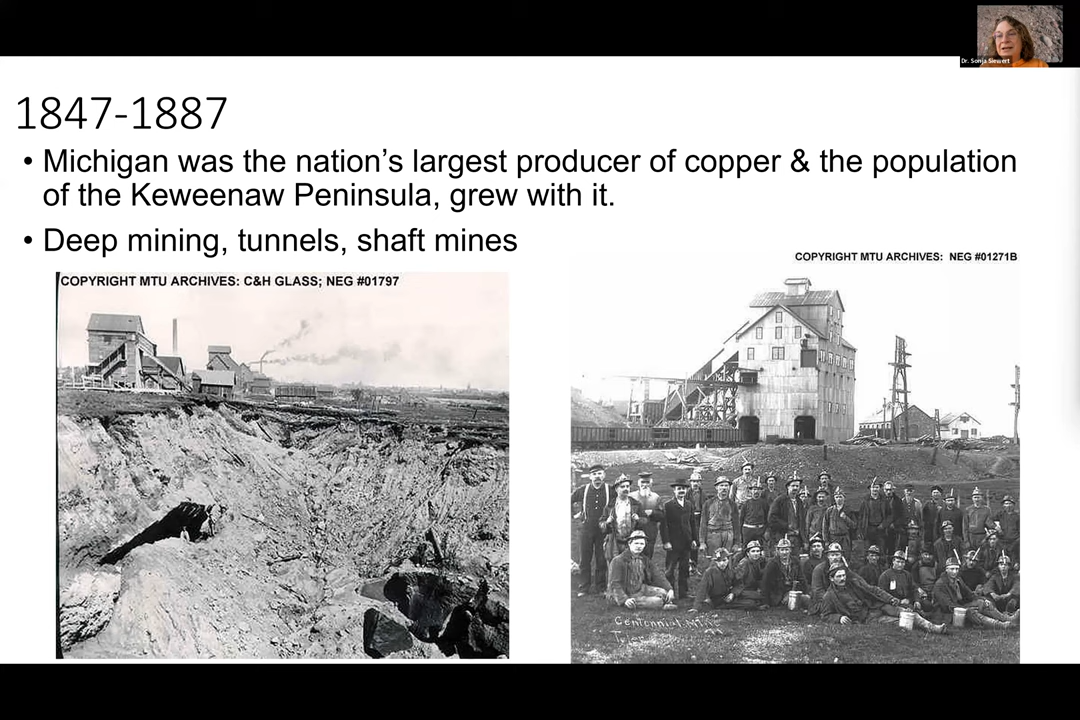 Dr. Sonja Siewert
1847-1887
• Michigan was the nation’s largest producer of copper & the population
of the Keweenaw Peninsula, grew with it.
• Deep mining, tunnels, shaft mines
COPYRIGHT MTU ARCHIVES: NEG #01271B
COPYRIGHT MTU ARCHIVES: C&H GLASS; NEG #01797
Centennial Mine